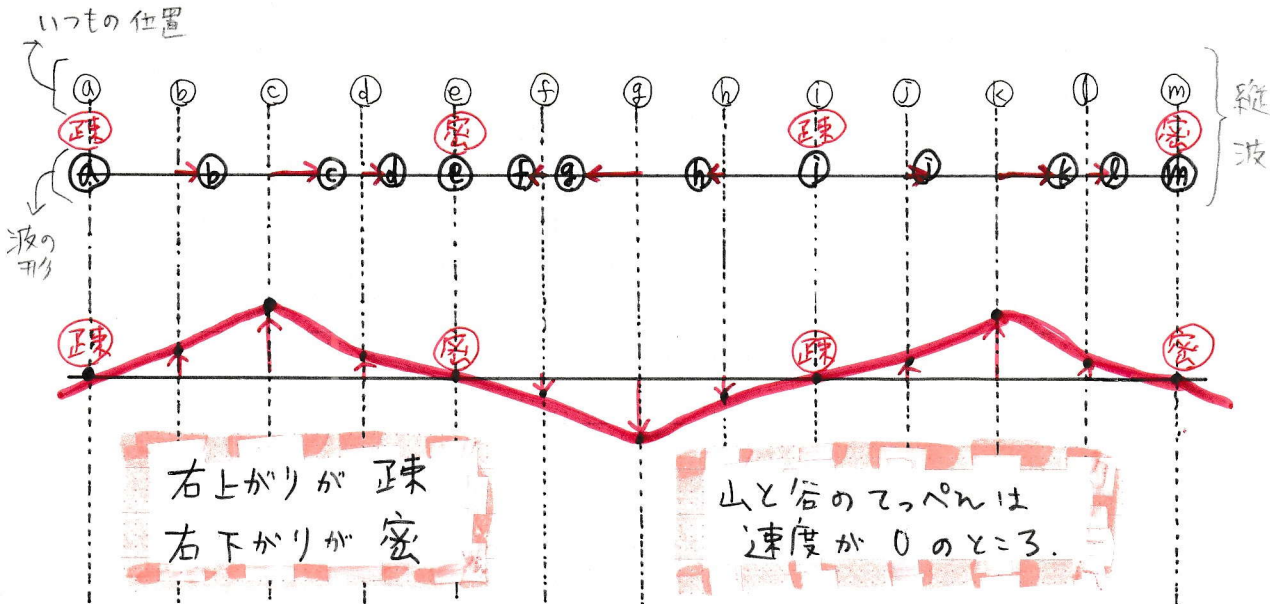 いつもの位置
ⓐ ⓑ ⓒ ⓓ ⓔ ⓕ ⓖ ⓗ ⓘ ⓙ ⓚ ⓛ ⓜ
縦波
疎 密 疎 密
ⓐ ⓑ ⓒ ⓓ ⓔ ⓕ ⓖ ⓗ ⓘ ⓙ ⓚ ⓛ ⓜ
波の
形
疎 密 疎 密
右上がりが 疎
右下がりが 密
山と谷のてっぺんは
速度が 0 のところ.